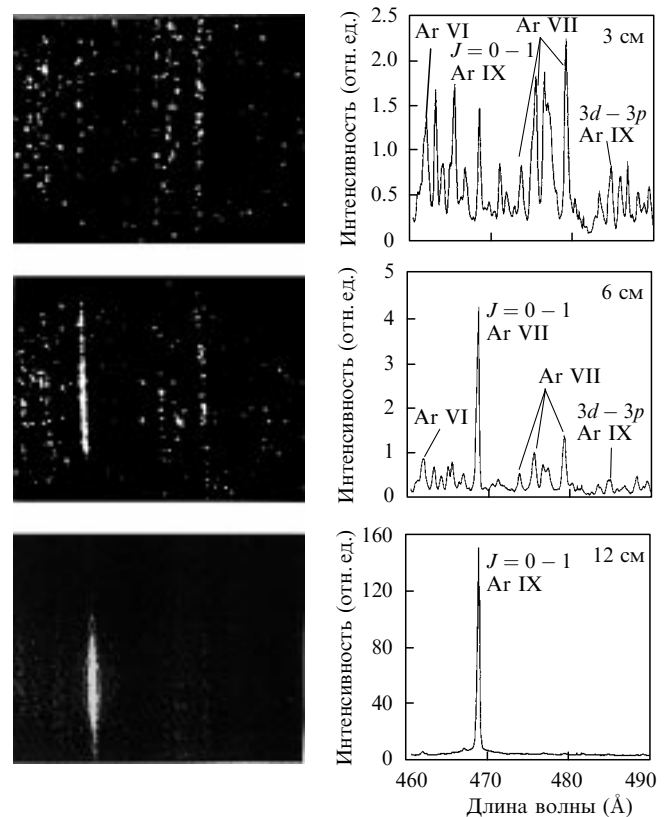 Интенсивность (отн. ед.)
2.5
2.0
1.5
1.0
0.5
0
3 см
Ar VI
Ar VII
J = 0 – 1
Ar IX
3d – 3p
Ar IX
Интенсивность (отн. ед.)
5
4
3
2
1
0
6 см
J = 0 – 1
Ar VII
Ar VII
Ar VI
3d – 3p
Ar IX
Интенсивность (отн. ед.)
160
120
80
40
0
12 см
J = 0 – 1
Ar IX
460
470
480
490
Длина волны (Å)